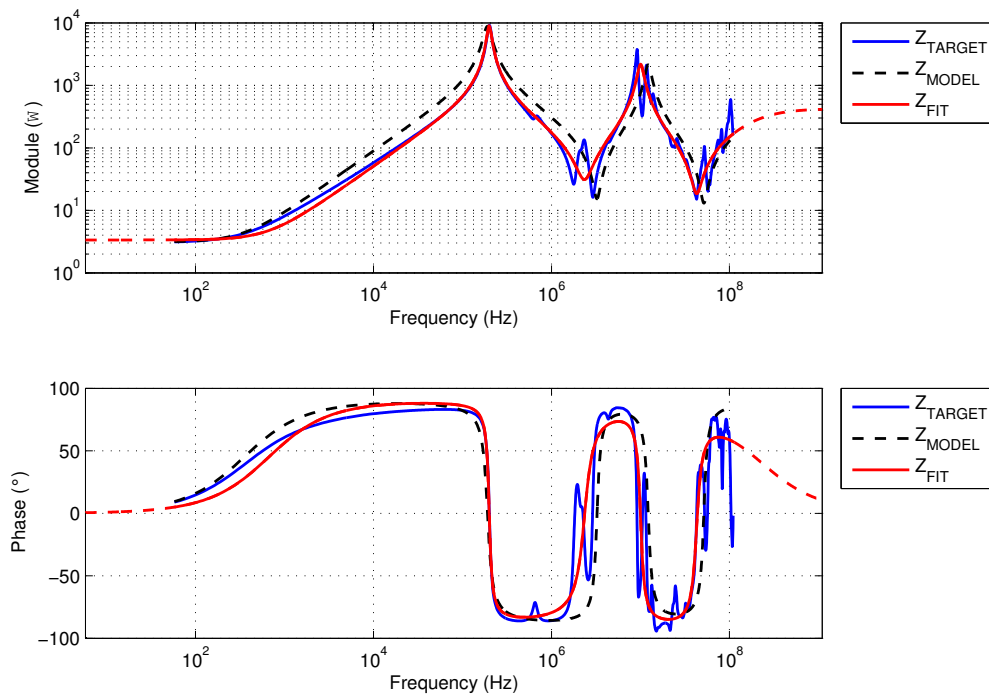 10^4
10^3
10^2
10^1
10^0
Module (W)
10^2 10^4 10^6 10^8
Frequency (Hz)
Z_TARGET
Z_MODEL
Z_FIT
100
50
0
−50
−100
Phase (°)
10^2 10^4 10^6 10^8
Frequency (Hz)
Z_TARGET
Z_MODEL
Z_FIT